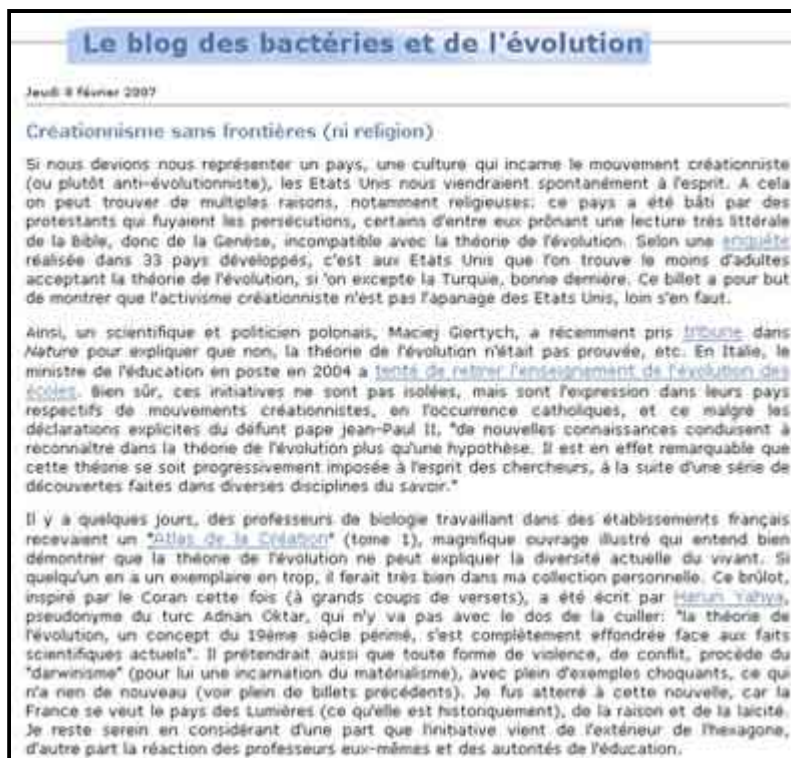 Le blog des bactéries et de l'évolution
Jeudi 8 février 2007
Créationnisme sans frontières (ni religion)
Si nous devions nous représenter un pays, une culture qui incarne le mouvement créationniste
(ou plutôt anti-évolutionniste), les Etats Unis nous viendraient spontanément à l'esprit. A cela
on peut trouver de multiples raisons, notamment religieuses: ce pays a été bâti par des
protestants qui fuyaient les persécutions, certains d'entre eux prônant une lecture très littérale
de la Bible, donc de la Genèse, incompatible avec la théorie de l'évolution. Selon une enquête
réalisée dans 33 pays développés, c'est aux Etats Unis que l'on trouve le moins d'adultes
acceptant la théorie de l'évolution, si 'on excepte la Turquie, bonne dernière. Ce billet a pour but
de montrer que l'activisme créationniste n'est pas l'apanage des Etats Unis, loin s'en faut.
Ainsi, un scientifique et politicien polonais, Maciej Giertych, a récemment pris tribune dans
Nature pour expliquer que non, la théorie de l'évolution n'était pas prouvée, etc. En Italie, le
ministre de l'éducation en poste en 2004 a tenté de retirer l'enseignement de l'évolution des
écoles. Bien sûr, ces initiatives ne sont pas isolées, mais sont l'expression dans leurs pays
respectifs de mouvements créationnistes, en l'occurrence catholiques, et ce malgré les
déclarations explicites du défunt pape Jean-Paul II, "de nouvelles connaissances conduisent à
reconnaître dans la théorie de l'évolution plus qu'une hypothèse. Il est en effet remarquable que
cette théorie se soit progressivement imposée à l'esprit des chercheurs, à la suite d'une série de
découvertes faites dans diverses disciplines du savoir."
Il y a quelques jours, des professeurs de biologie travaillant dans des établissements français
recevaient un "Atlas de la Création" (tome 1), magnifique ouvrage illustré qui entend bien
démontrer que la théorie de l'évolution ne peut expliquer la diversité actuelle du vivant. Si
quelqu'un en a un exemplaire en trop, il ferait très bien dans ma collection personnelle. Ce brûlot,
inspiré par le Coran cette fois (à grands coups de versets), a été écrit par Harun Yahya,
pseudonyme du turc Adnan Oktar, qui n'y va pas avec le dos de la cuiller: "la théorie de
l'évolution, un concept du 19ème siècle périmé, s'est complètement effondrée face aux faits
scientifiques actuels". Il prétendrait aussi que toute forme de violence, de conflit, procède du
"darwinisme" (pour lui une incarnation du matérialisme), avec plein d'exemples choquants, ce qui
n'a rien de nouveau (voir plein de billets précédents). Je fus atterré à cette nouvelle, car la
France se veut le pays des Lumières (ce qu'elle est historiquement), de la raison et de la laïcité.
Je reste serein en considérant d'une part que l'initiative vient de l'extérieur de l'hexagone,
d'autre part la réaction des professeurs eux-mêmes et des autorités de l'éducation.